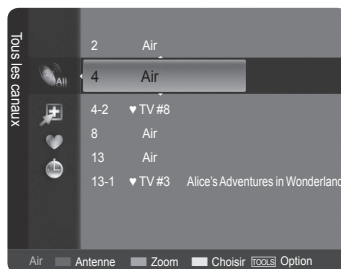 Tous les canaux
All
2 Air
4 Air
4-2 ♥ TV #8
8 Air
13 Air
13-1 ♥ TV #3 Alice's Adventures in Wonderland
Air Antenne Zoom Choisir TOOLS Option